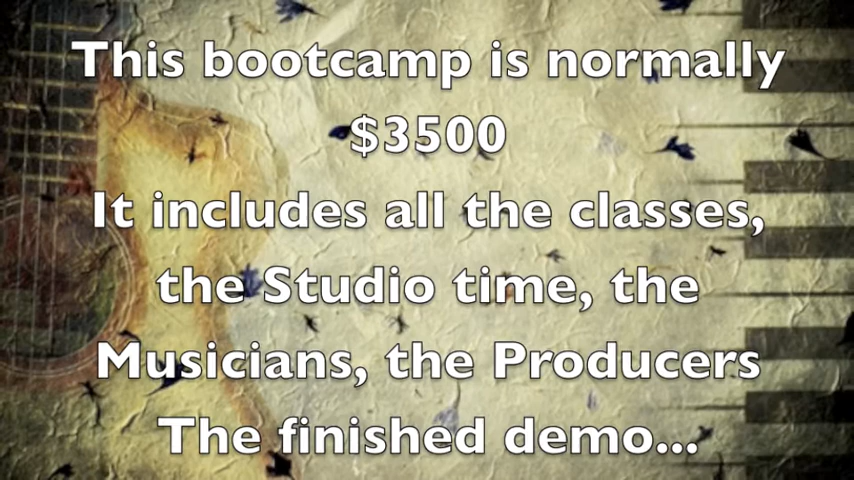 This bootcamp is normally
$3500
It includes all the classes,
the Studio time, the
Musicians, the Producers
The finished demo...